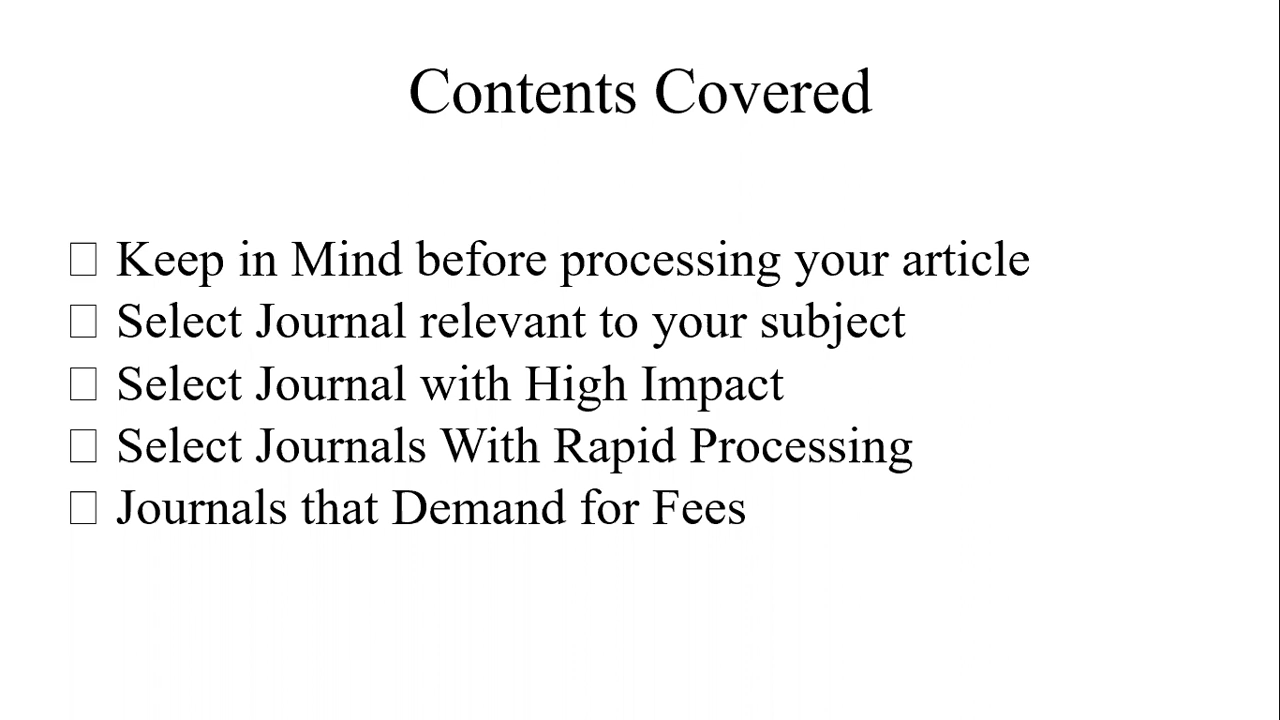 Contents Covered
□ Keep in Mind before processing your article
□ Select Journal relevant to your subject
□ Select Journal with High Impact
□ Select Journals With Rapid Processing
□ Journals that Demand for Fees